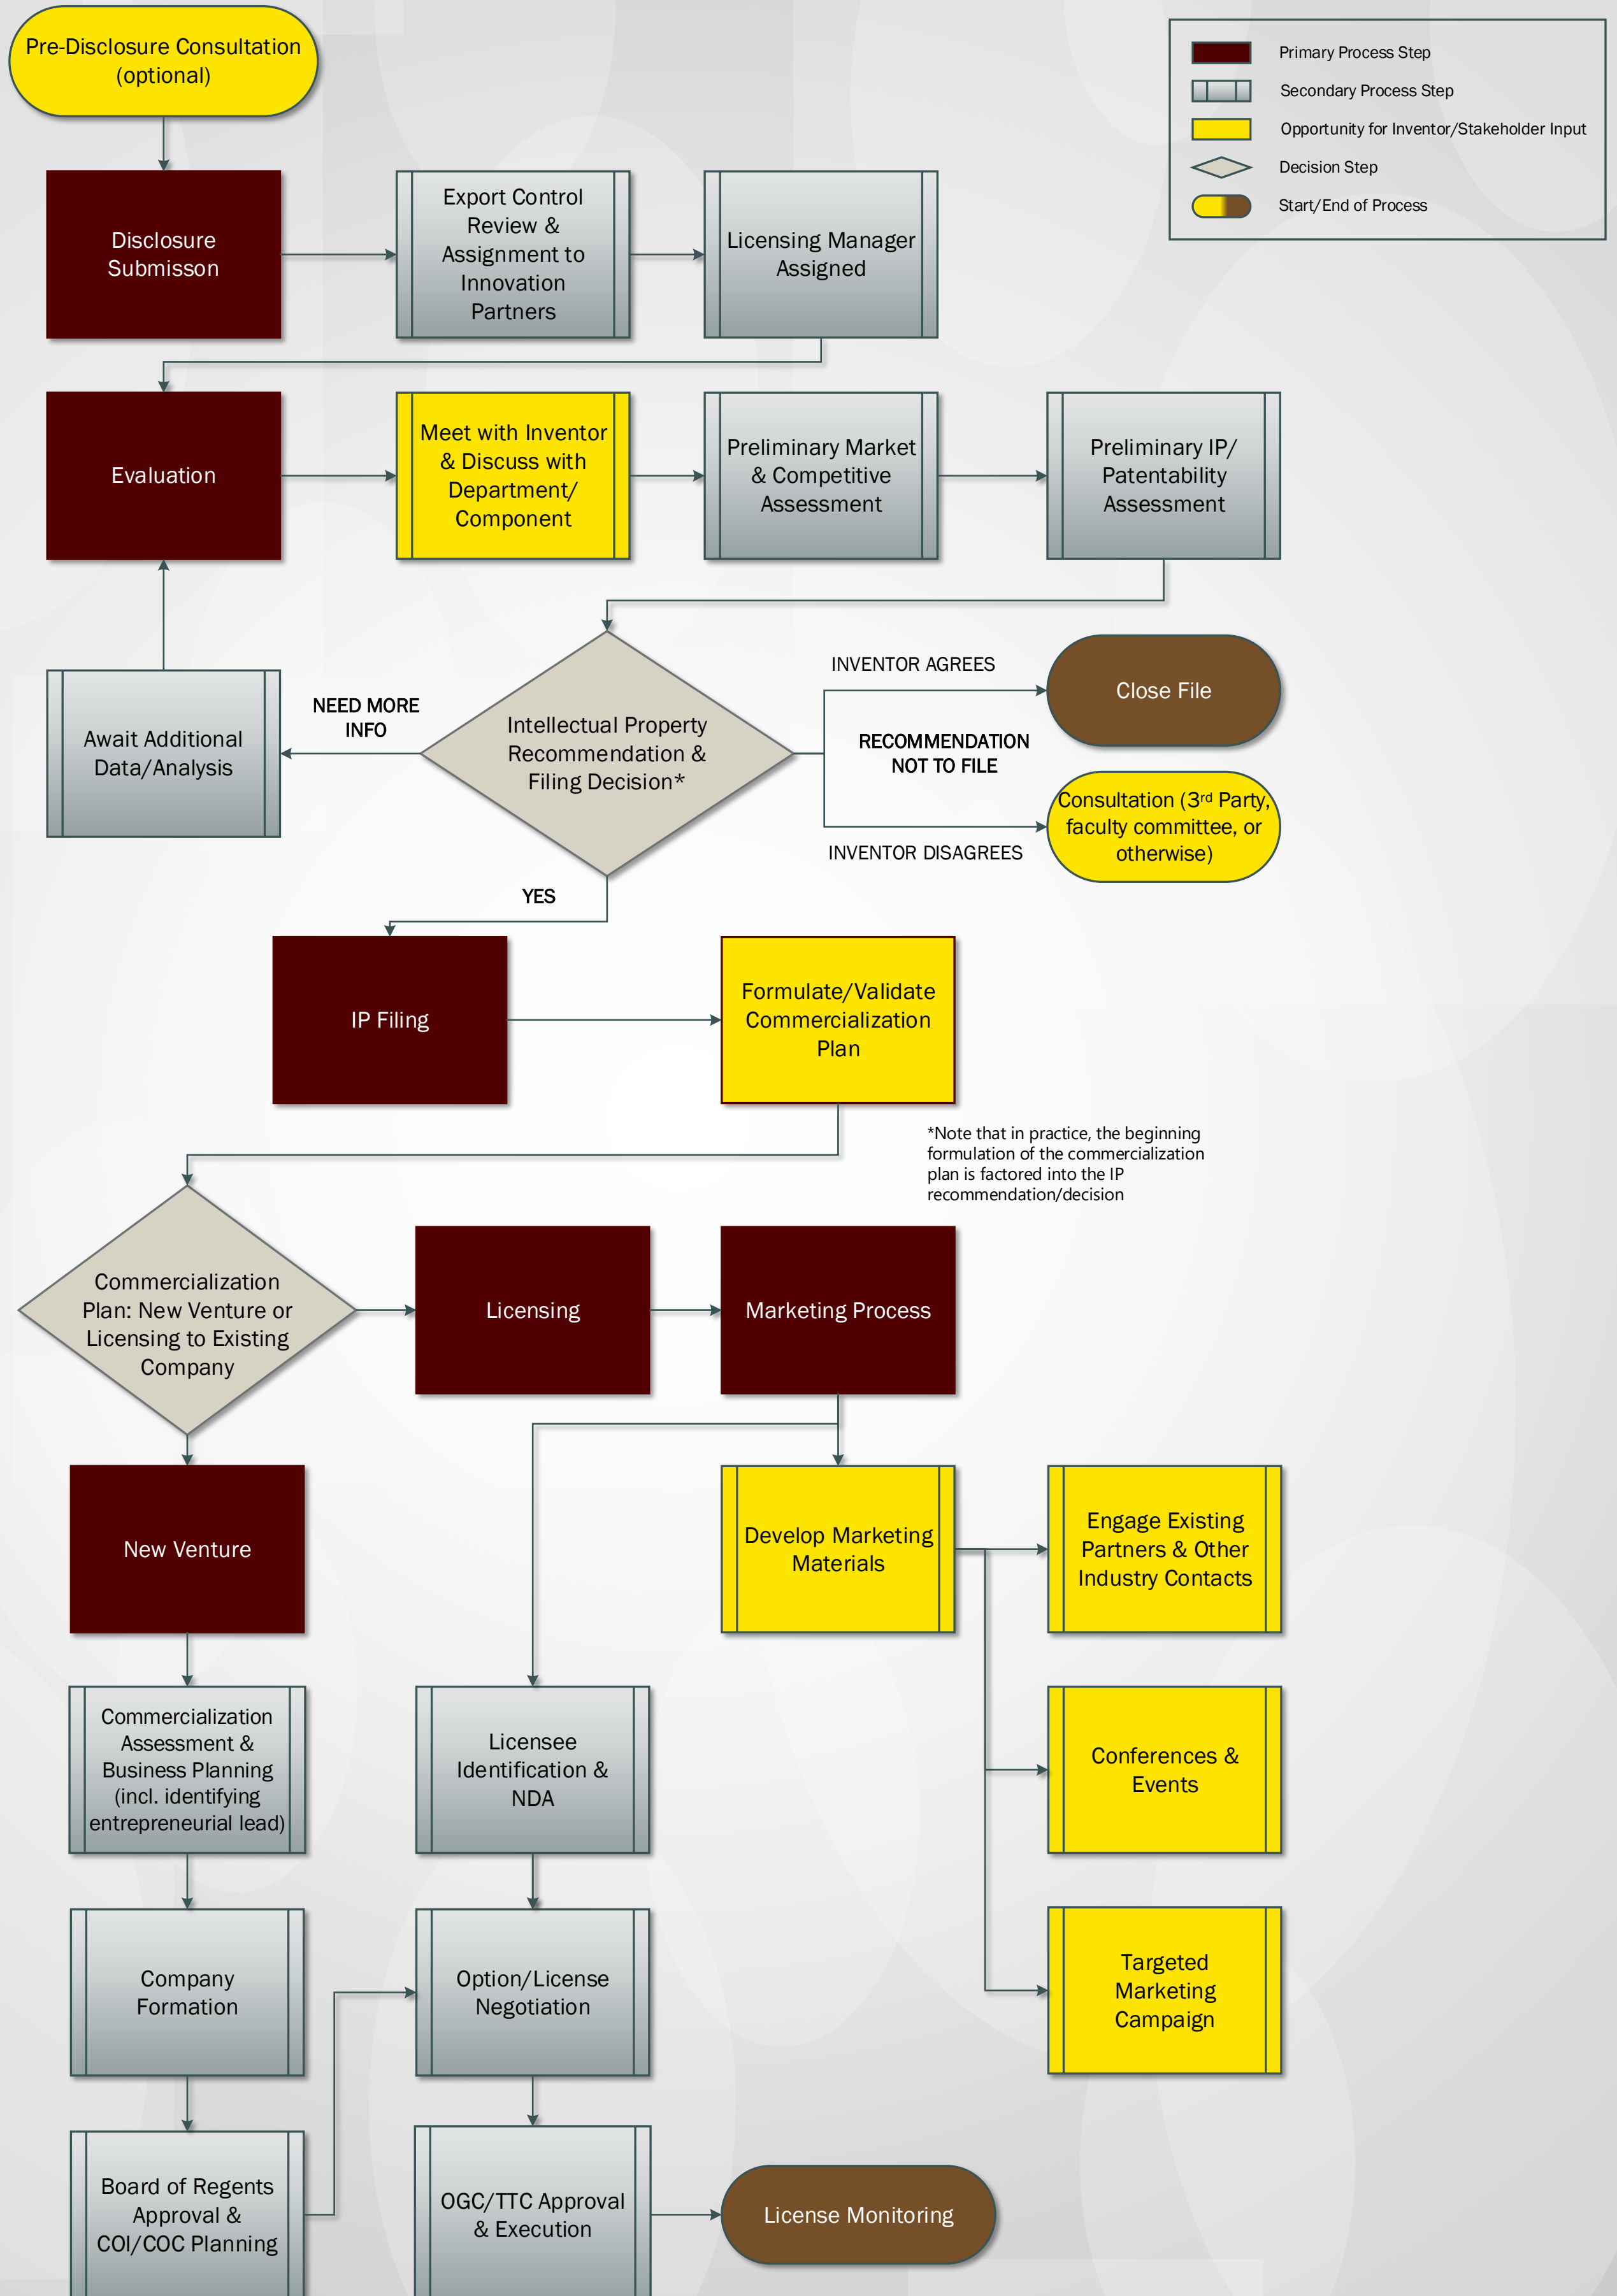 Pre-Disclosure Consultation
(optional)
Primary Process Step
Secondary Process Step
Opportunity for Inventor/Stakeholder Input
Decision Step
Start/End of Process
Disclosure
Submisson
Export Control
Review &
Assignment to
Innovation
Partners
Licensing Manager
Assigned
Evaluation
Meet with Inventor
& Discuss with
Department/
Component
Preliminary Market
& Competitive
Assessment
Preliminary IP/
Patentability
Assessment
Await Additional
Data/Analysis
NEED MORE
INFO
Intellectual Property
Recommendation &
Filing Decision*
INVENTOR AGREES
RECOMMENDATION
NOT TO FILE
INVENTOR DISAGREES
Close File
Consultation (3rd Party,
faculty committee, or
otherwise)
YES
IP Filing
Formulate/Validate
Commercialization
Plan
*Note that in practice, the beginning
formulation of the commercialization
plan is factored into the IP
recommendation/decision
Commercialization
Plan: New Venture or
Licensing to Existing
Company
Licensing
Marketing Process
New Venture
Develop Marketing
Materials
Engage Existing
Partners & Other
Industry Contacts
Commercialization
Assessment &
Business Planning
(incl. identifying
entrepreneurial lead)
Licensee
Identification &
NDA
Conferences &
Events
Company
Formation
Option/License
Negotiation
Targeted
Marketing
Campaign
Board of Regents
Approval &
COI/COC Planning
OGC/TTC Approval
& Execution
License Monitoring